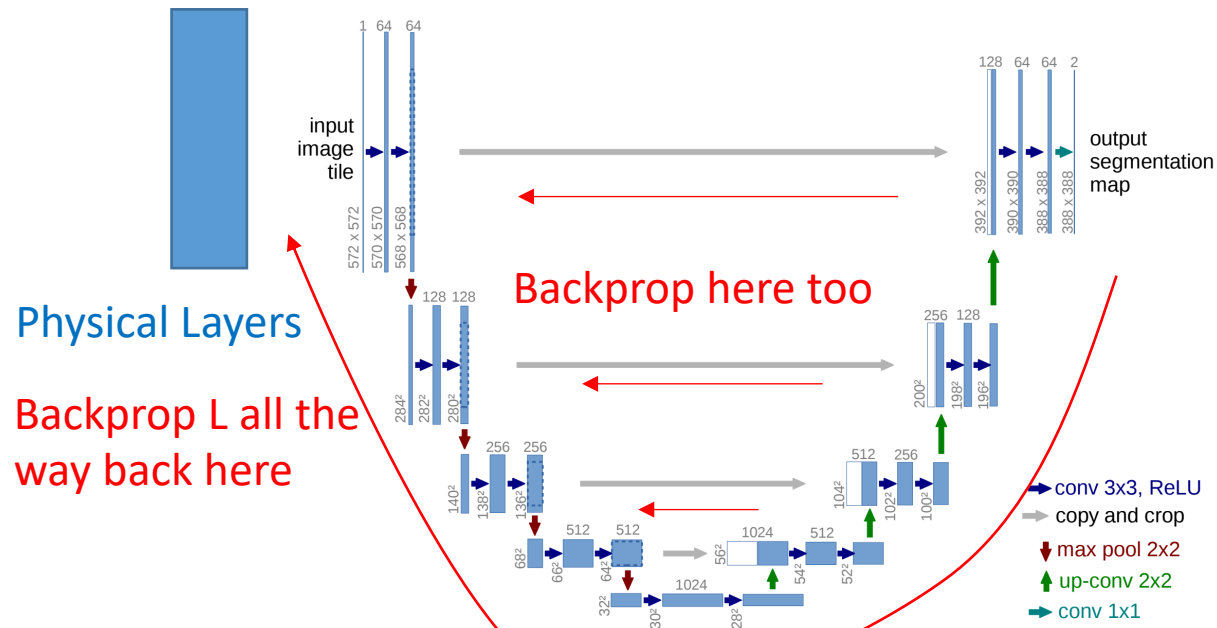 1 64 64
input
image
tile
572 x 572
570 x 570
568 x 568
128 64 64 2
output
segmentation
map
392 x 392
390 x 390
388 x 388
388 x 388
Physical Layers
Backprop here too
128 128
284²
282²
280²
256 128
200²
198²
196²
Backprop L all the
way back here
256 256
140²
138²
136²
512 256
104²
102²
100²
512 512
68²
66²
64²
1024 512
56²
54²
52²
1024
32²
30²
28²
conv 3x3, ReLU
copy and crop
max pool 2x2
up-conv 2x2
conv 1x1